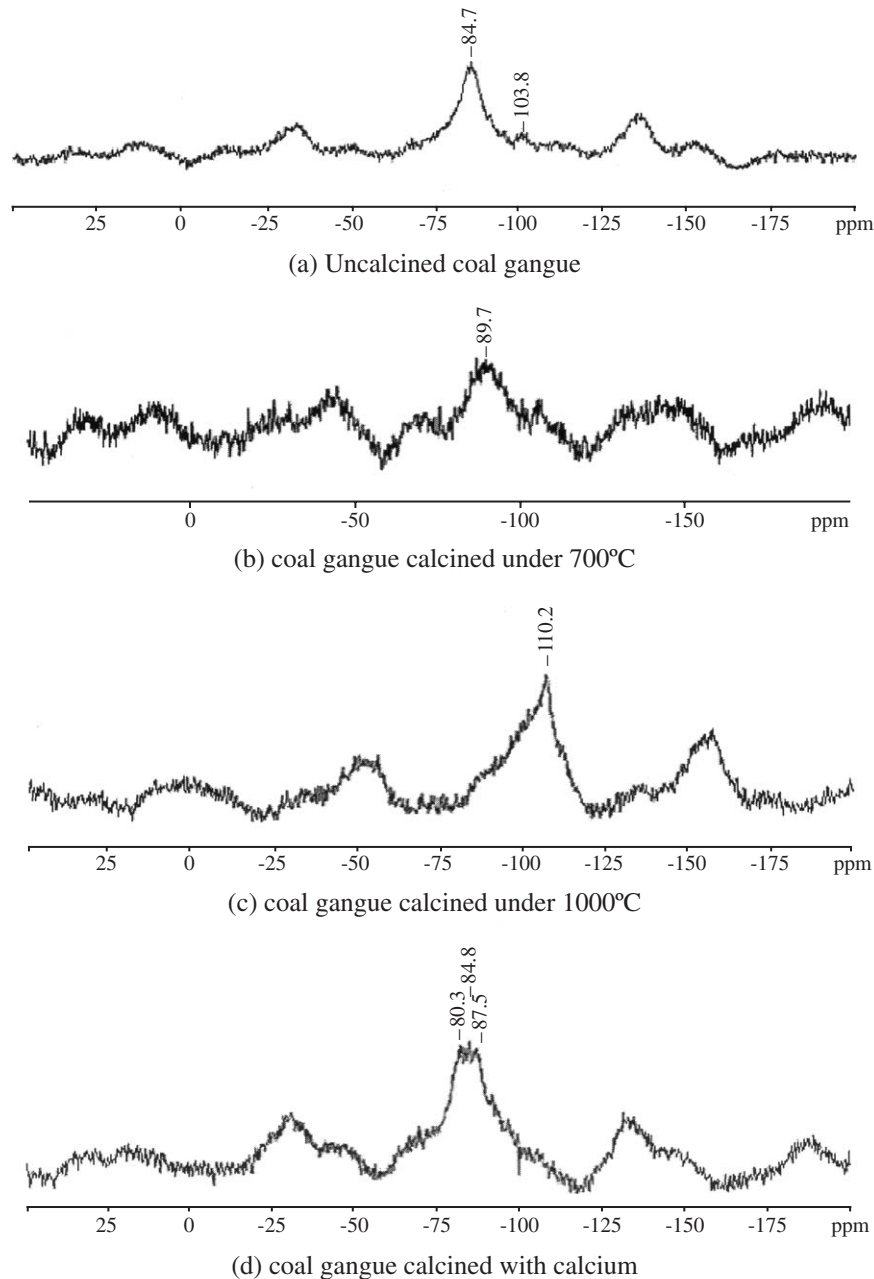 −84.7
−103.8
25 0 -25 -50 -75 -100 -125 -150 -175 ppm
(a) Uncalcined coal gangue
−89.7
0 -50 -100 -150 ppm
(b) coal gangue calcined under 700ºC
−110.2
25 0 -25 -50 -75 -100 -125 -150 -175 ppm
(c) coal gangue calcined under 1000ºC
−80.3
−84.8
−87.5
25 0 -25 -50 -75 -100 -125 -150 -175 ppm
(d) coal gangue calcined with calcium